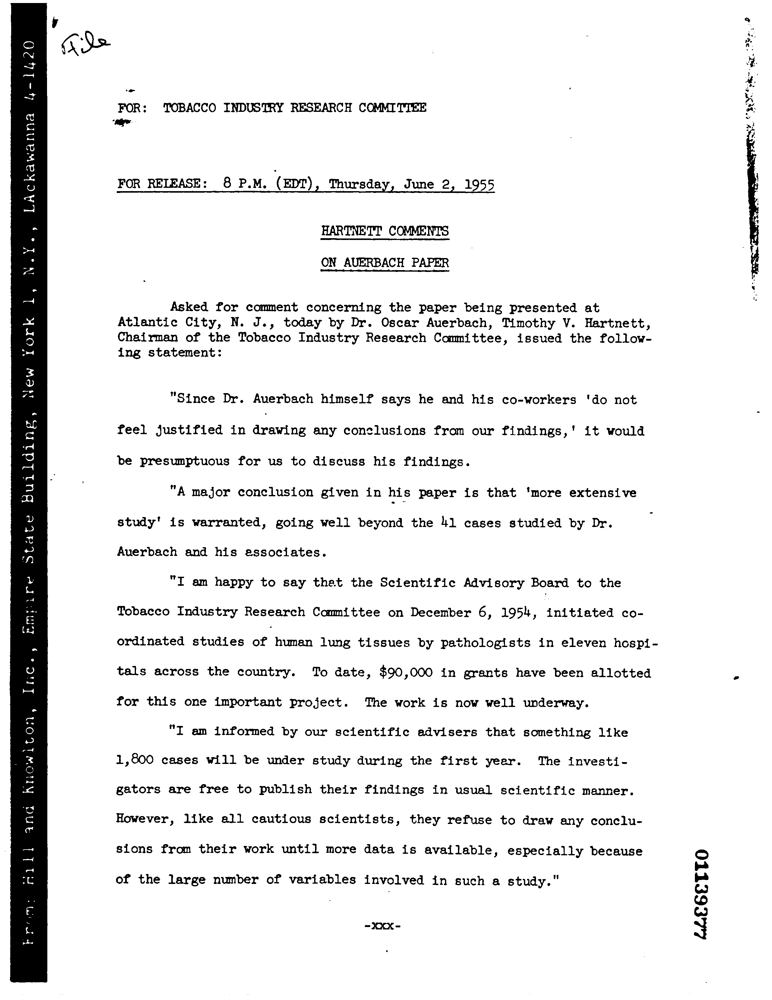 File
FOR: TOBACCO INDUSTRY RESEARCH COMMITTEE
FOR RELEASE: 8 P.M. (EDT), Thursday, June 2, 1955
HARTNETT COMMENTS
ON AUERBACH PAPER
Asked for comment concerning the paper being presented at
Atlantic City, N. J., today by Dr. Oscar Auerbach, Timothy V. Hartnett,
Chairman of the Tobacco Industry Research Committee, issued the follow-
ing statement:
"Since Dr. Auerbach himself says he and his co-workers 'do not
feel justified in drawing any conclusions from our findings,' it would
be presumptuous for us to discuss his findings.
"A major conclusion given in his paper is that 'more extensive
study' is warranted, going well beyond the 41 cases studied by Dr.
Auerbach and his associates.
"I am happy to say that the Scientific Advisory Board to the
Tobacco Industry Research Committee on December 6, 1954, initiated co-
ordinated studies of human lung tissues by pathologists in eleven hospi-
tals across the country. To date, $90,000 in grants have been allotted
for this one important project. The work is now well underway.
"I am informed by our scientific advisers that something like
1,800 cases will be under study during the first year. The investi-
gators are free to publish their findings in usual scientific manner.
However, like all cautious scientists, they refuse to draw any conclu-
sions from their work until more data is available, especially because
of the large number of variables involved in such a study."
-xxx-
From: Hill and Knowlton, Inc., Empire State Building, New York 1, N.Y., LAckawanna 4-1420
01139377